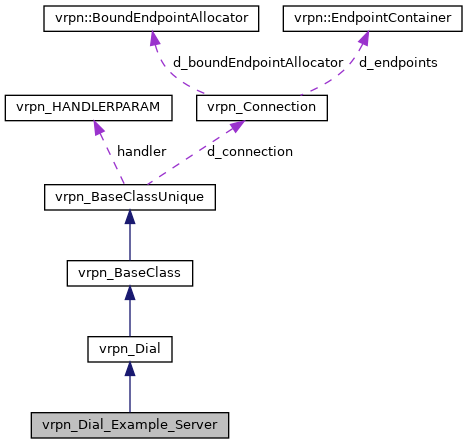 vrpn::BoundEndpointAllocator
vrpn::EndpointContainer
d_boundEndpointAllocator
d_endpoints
vrpn_HANDLERPARAM
vrpn_Connection
handler
d_connection
vrpn_BaseClassUnique
vrpn_BaseClass
vrpn_Dial
vrpn_Dial_Example_Server